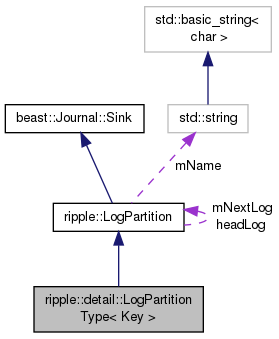 std::basic_string<
char >
beast::Journal::Sink
std::string
mName
ripple::LogPartition
mNextLog
headLog
ripple::detail::LogPartition
Type< Key >